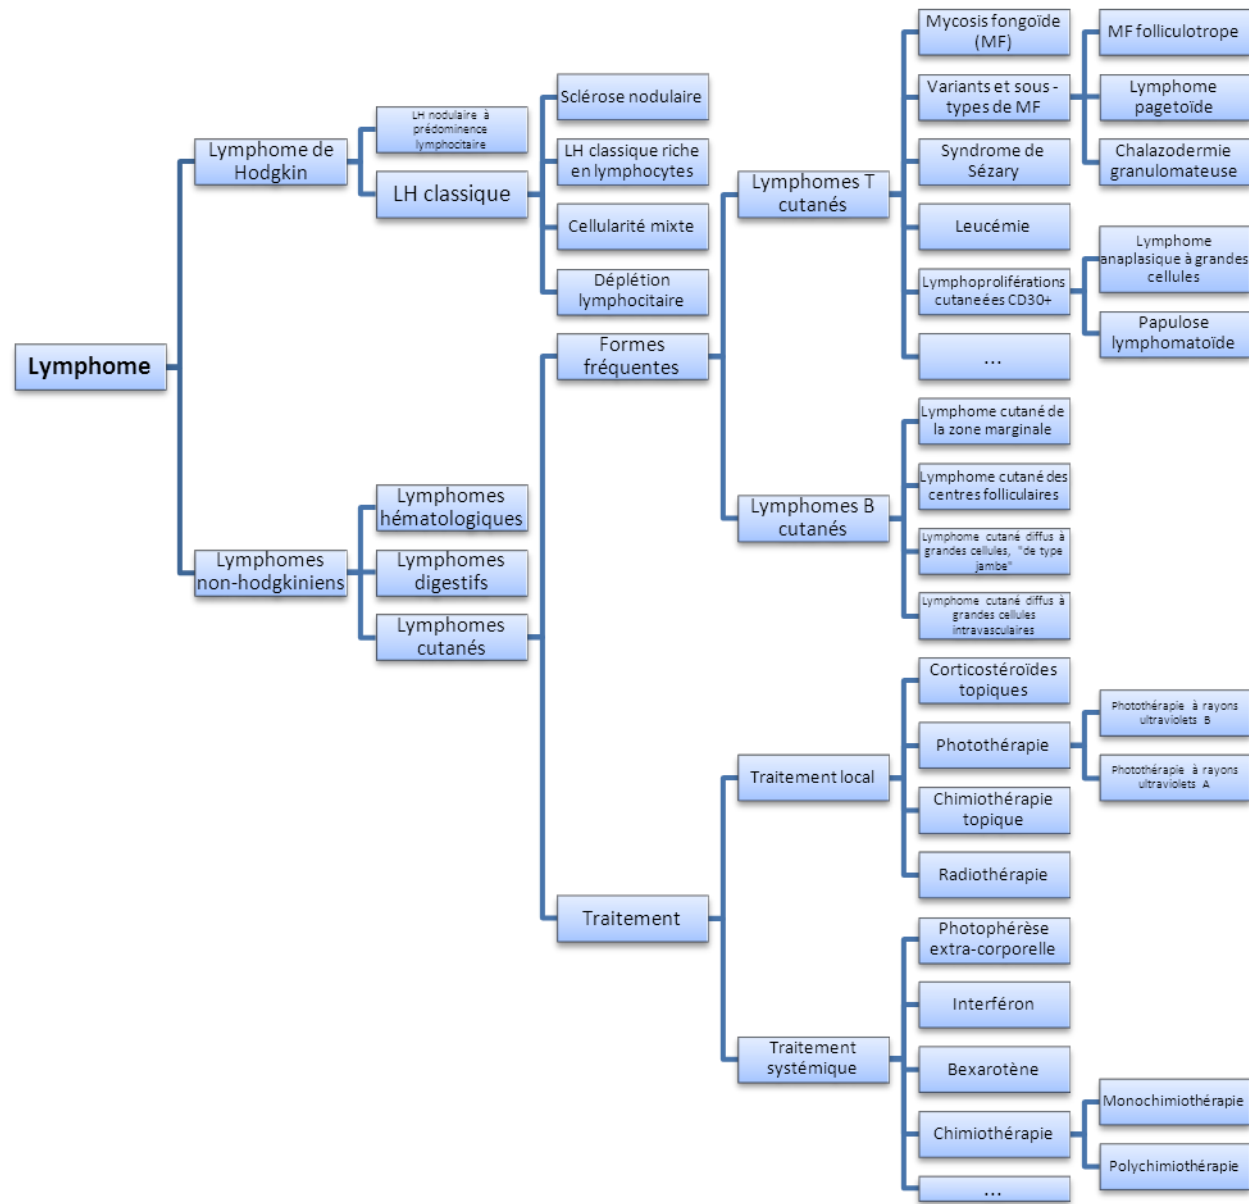 Lymphome
Lymphome de
Hodgkin
LH nodulaire à
prédominence
lymphocitaire
LH classique
Sclérose nodulaire
LH classique riche
en lymphocytes
Cellularité mixte
Déplétion
lymphocitaire
Lymphomes
non-hodgkiniens
Lymphomes
hématologiques
Lymphomes
digestifs
Lymphomes
cutanés
Formes
fréquentes
Lymphomes T
cutanés
Mycosis fongoïde
(MF)
Variants et sous -
types de MF
MF folliculotrope
Lymphome
pagetoïde
Chalazodermie
granulomateuse
Syndrome de
Sézary
Leucémie
Lymphoproliférations
cutaneées CD30+
Lymphome
anaplasique à grandes
cellules
Papulose
lymphomatoïde
...
Lymphomes B
cutanés
Lymphome cutané de
la zone marginale
Lymphome cutané des
centres folliculaires
Lymphome cutané diffus à
grandes cellules, "de type
jambe"
Lymphome cutané diffus à
grandes cellules
intravasculaires
Traitement
Traitement local
Corticostéroïdes
topiques
Photothérapie
Photothérapie à rayons
ultraviolets B
Photothérapie à rayons
ultraviolets A
Chimiothérapie
topique
Radiothérapie
Traitement
systémique
Photophérèse
extra-corporelle
Interféron
Bexarotène
Chimiothérapie
Monochimiothérapie
Polychimiothérapie
...